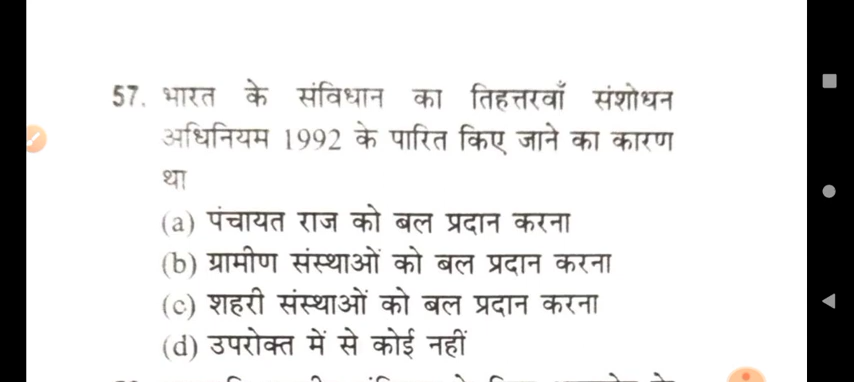 57. भारत के संविधान का तिहत्तरवाँ संशोधन
अधिनियम 1992 के पारित किए जाने का कारण
था
(a) पंचायत राज को बल प्रदान करना
(b) ग्रामीण संस्थाओं को बल प्रदान करना
(c) शहरी संस्थाओं को बल प्रदान करना
(d) उपरोक्त में से कोई नहीं